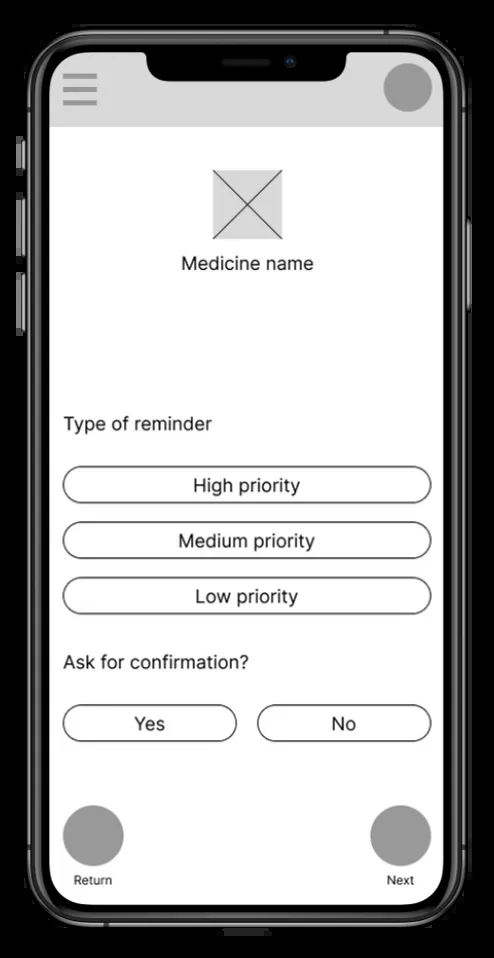 Medicine name
Type of reminder
High priority
Medium priority
Low priority
Ask for confirmation?
Yes
No
Return
Next